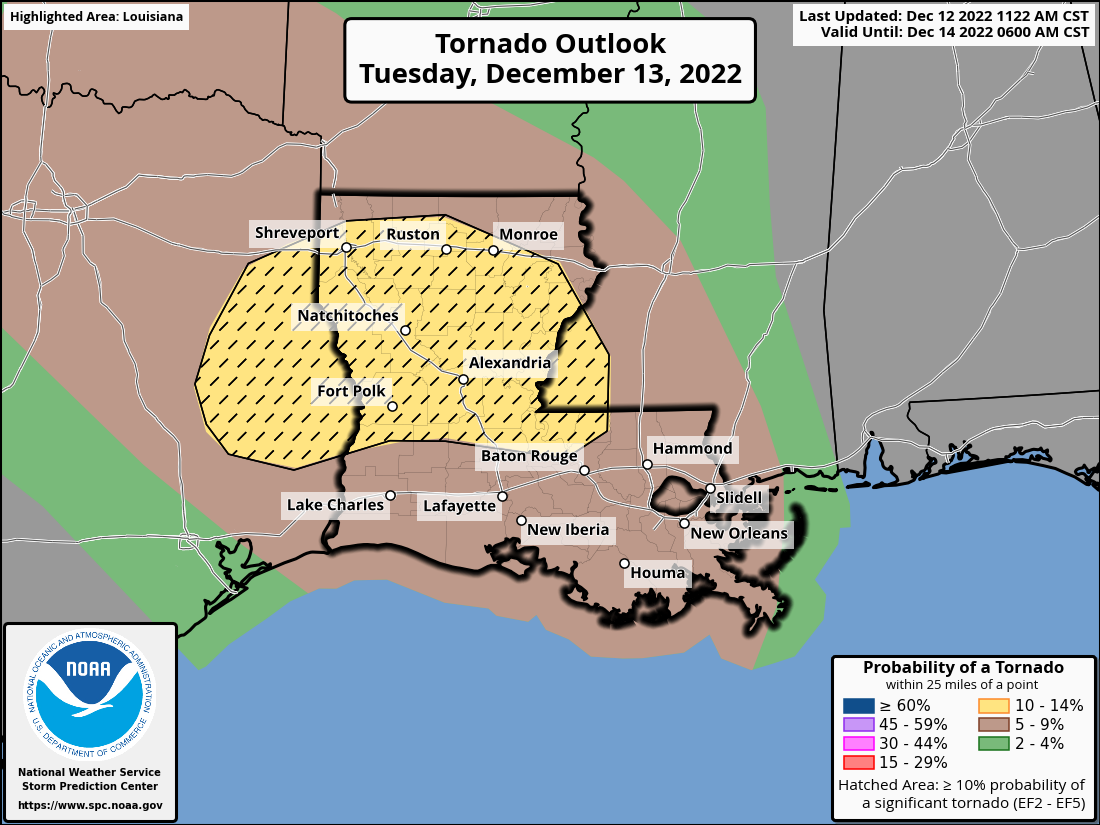 Highlighted Area: Louisiana
Tornado Outlook
Tuesday, December 13, 2022
Last Updated: Dec 12 2022 1122 AM CST
Valid Until: Dec 14 2022 0600 AM CST
Shreveport
Ruston
Monroe
Natchitoches
Alexandria
Fort Polk
Baton Rouge
Hammond
Lake Charles
Lafayette
Slidell
New Iberia
New Orleans
Houma
NATIONAL OCEANIC AND ATMOSPHERIC ADMINISTRATION
NOAA
U.S. DEPARTMENT OF COMMERCE
National Weather Service
Storm Prediction Center
https://www.spc.noaa.gov
Probability of a Tornado
within 25 miles of a point
≥ 60% 10 - 14%
45 - 59% 5 - 9%
30 - 44% 2 - 4%
15 - 29%
Hatched Area: ≥ 10% probability of
a significant tornado (EF2 - EF5)